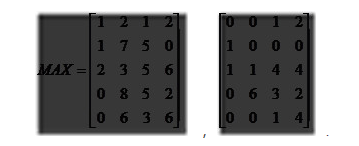 MAX = [1 2 1 2  [0 0 1 2
1 7 5 0  1 0 0 0
2 3 5 6  1 1 4 4
0 8 5 2  0 6 3 2
0 6 3 6] ,  0 0 1 4] .